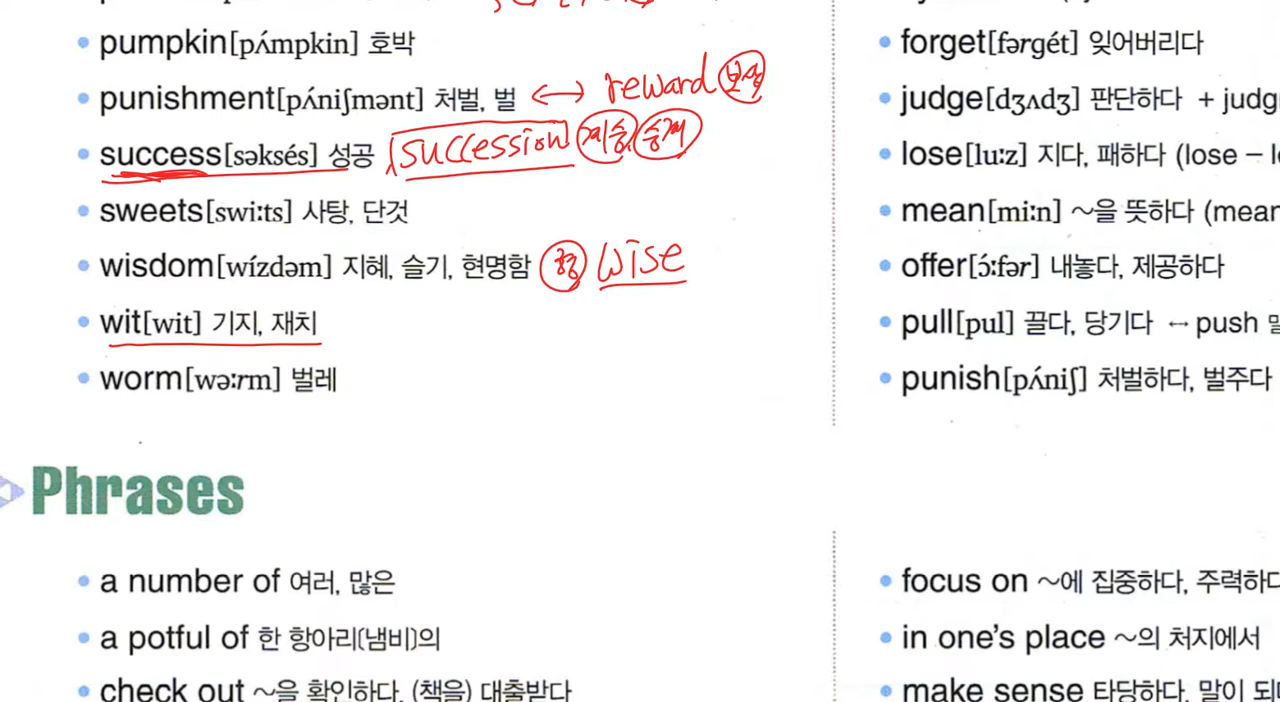 pumpkin[pʌ́mpkin] 호박
punishment[pʌ́niʃmənt] 처벌, 벌 ↔ reward 보상
success[səksés] 성공 succession 계승 승계
sweets[swi:ts] 사탕, 단것
wisdom[wízdəm] 지혜, 슬기, 현명함 형 wise
wit[wit] 기지, 재치
worm[wə:rm] 벌레
forget[fərgét] 잊어버리다
judge[dʒʌdʒ] 판단하다 + judg
lose[lu:z] 지다, 패하다 (lose – l
mean[mi:n] ~을 뜻하다 (mean
offer[ɔ́:fər] 내놓다, 제공하다
pull[pul] 끌다, 당기다 ↔ push
punish[pʌ́niʃ] 처벌하다, 벌주다
Phrases
a number of 여러, 많은
a potful of 한 항아리(냄비)의
check out ~을 확인하다, (책을) 대출받다
focus on ~에 집중하다, 주력하다
in one's place ~의 처지에서
make sense 타당하다, 말이 되다